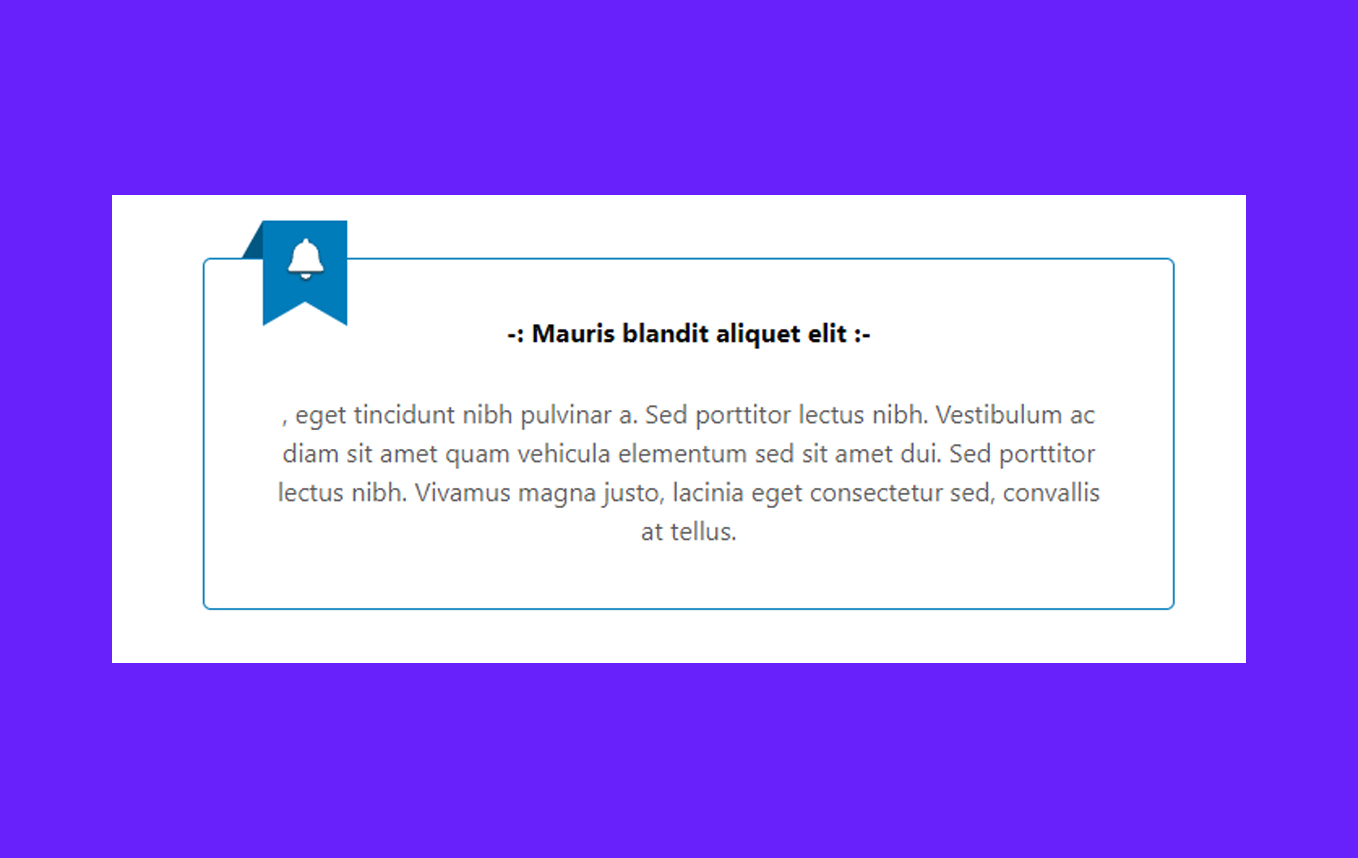 -: Mauris blandit aliquet elit :-
, eget tincidunt nibh pulvinar a. Sed porttitor lectus nibh. Vestibulum ac
diam sit amet quam vehicula elementum sed sit amet dui. Sed porttitor
lectus nibh. Vivamus magna justo, lacinia eget consectetur sed, convallis
at tellus.